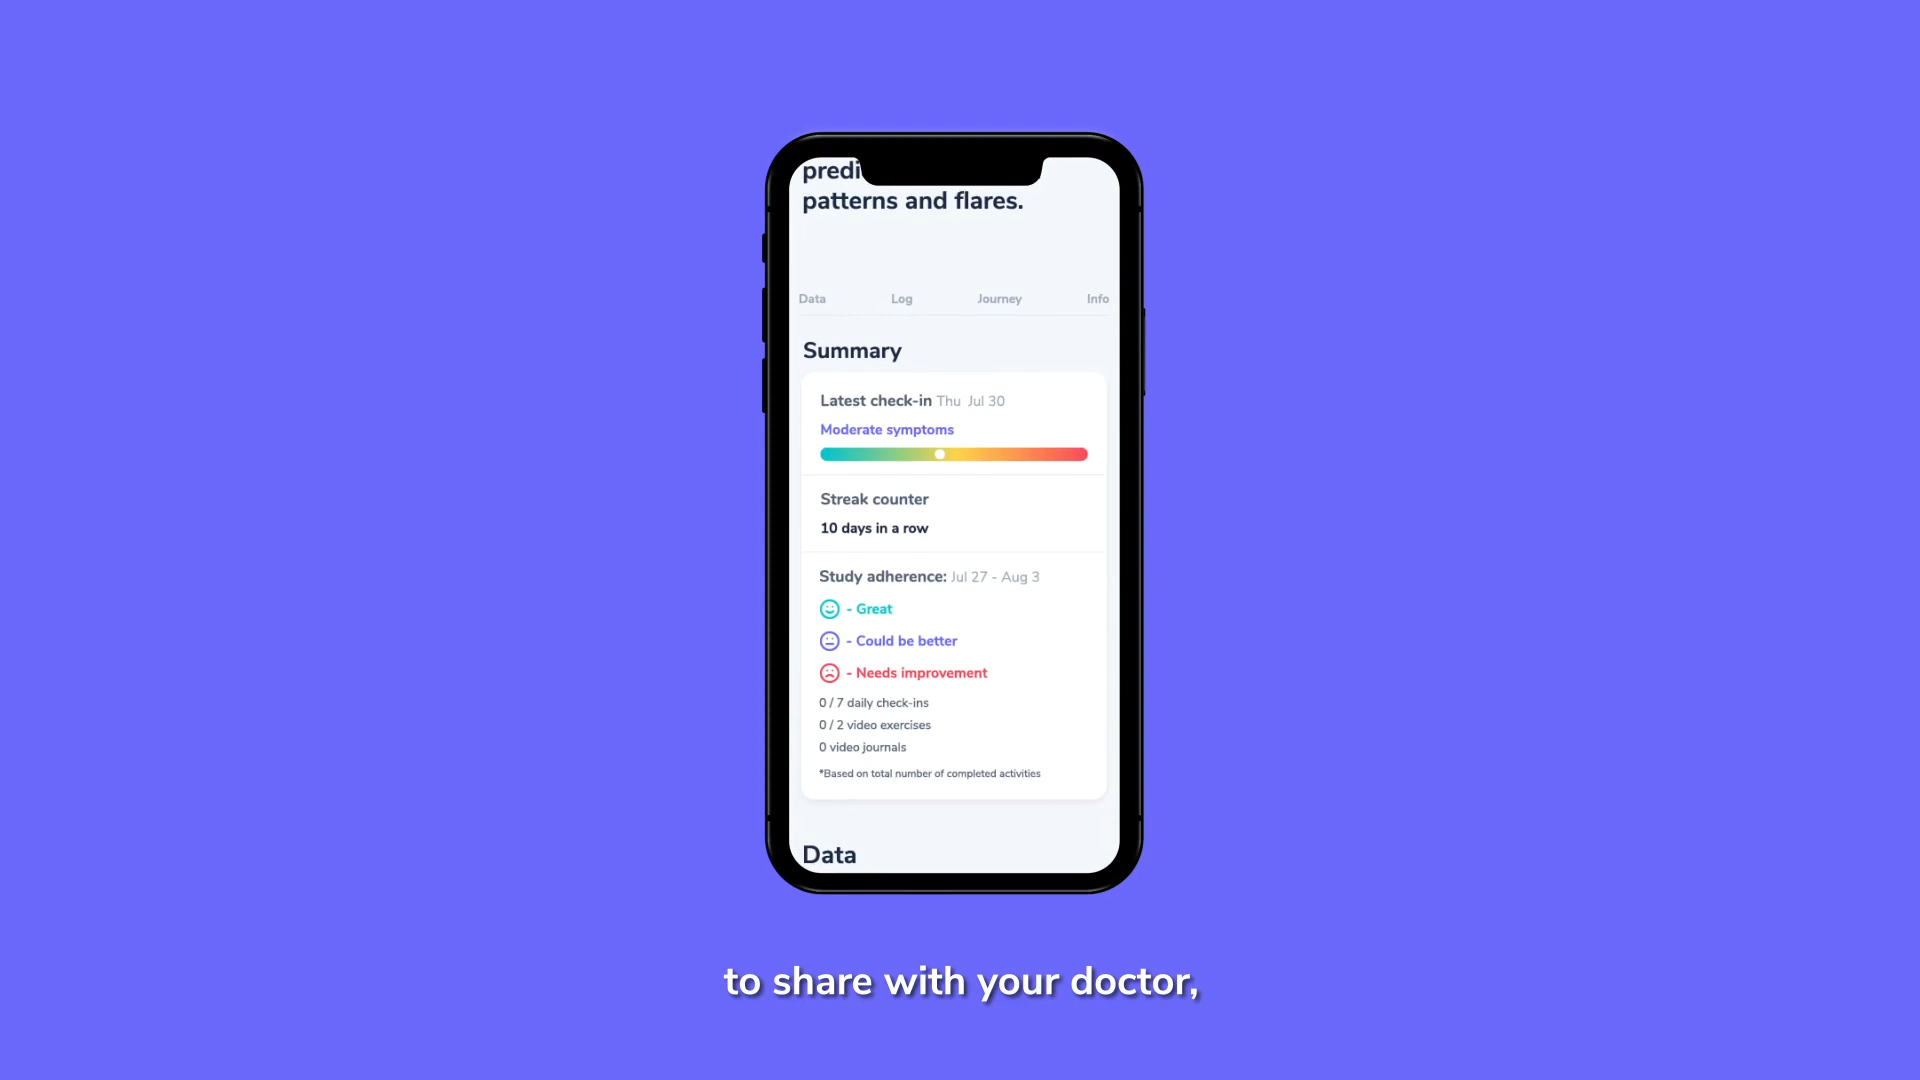 patterns and flares.
Data Log Journey Info
Summary
Latest check-in Thu Jul 30
Moderate symptoms
Streak counter
10 days in a row
Study adherence: Jul 27 - Aug 3
- Great
- Could be better
- Needs improvement
0 / 7 daily check-ins
0 / 2 video exercises
0 video journals
*Based on total number of completed activities
Data
to share with your doctor,